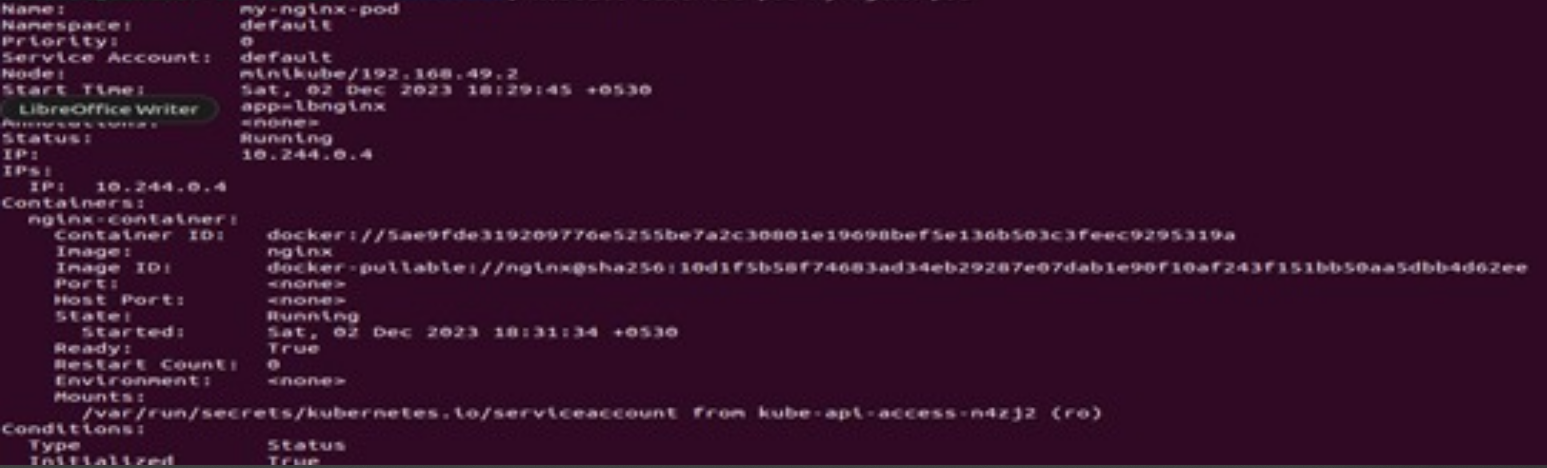 Name: my-nginx-pod
Namespace: default
Priority: 0
Service Account: default
Node: minikube/192.168.49.2
Start Time: Sat, 02 Dec 2023 18:29:45 +0530
LibreOffice Writer app=lbnginx
Annotations: <none>
Status: Running
IP: 10.244.0.4
IPs:
IP: 10.244.0.4
Containers:
nginx-container:
Container ID: docker://5ae9fde319209776e5255be7a2c30801e19698bef5e136b503c3feec9295319a
Image: nginx
Image ID: docker-pullable://nginx@sha256:10d1f5b58f74683ad34eb29287e07dab1e90f10af243f151bb50aa5dbb4d62ee
Port: <none>
Host Port: <none>
State: Running
Started: Sat, 02 Dec 2023 18:31:34 +0530
Ready: True
Restart Count: 0
Environment: <none>
Mounts:
/var/run/secrets/kubernetes.io/serviceaccount from kube-api-access-n4zj2 (ro)
Conditions:
Type Status
Initialized True